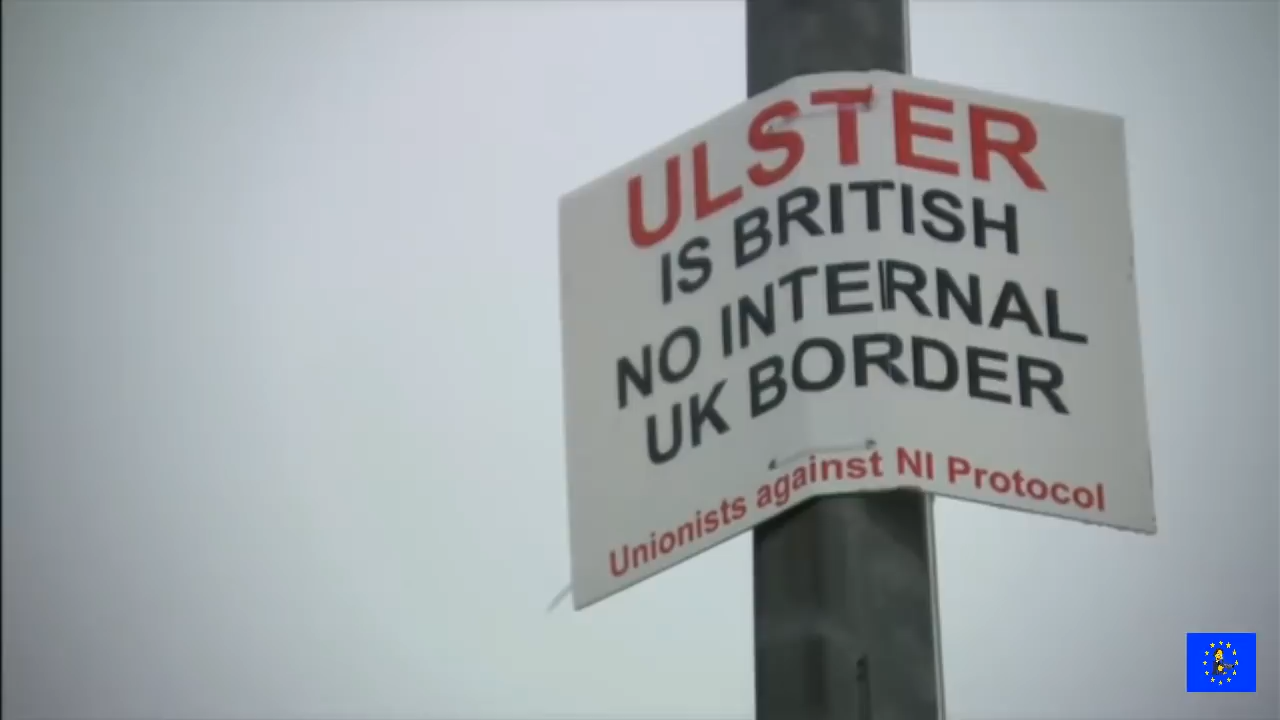 ULSTER
IS BRITISH
NO INTERNAL
UK BORDER
Unionists against NI Protocol